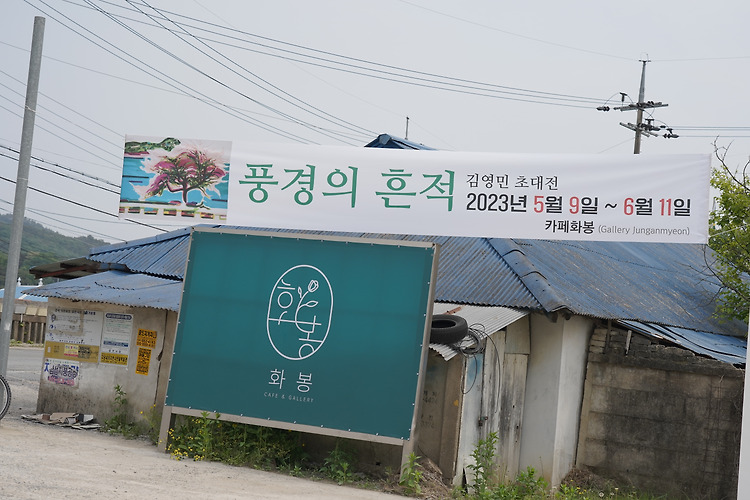 풍경의 흔적
김영민 초대전
2023년 5월 9일 ~ 6월 11일
카페화봉 (Gallery Junganmyeon)
화봉
화봉
CAFE & GALLERY